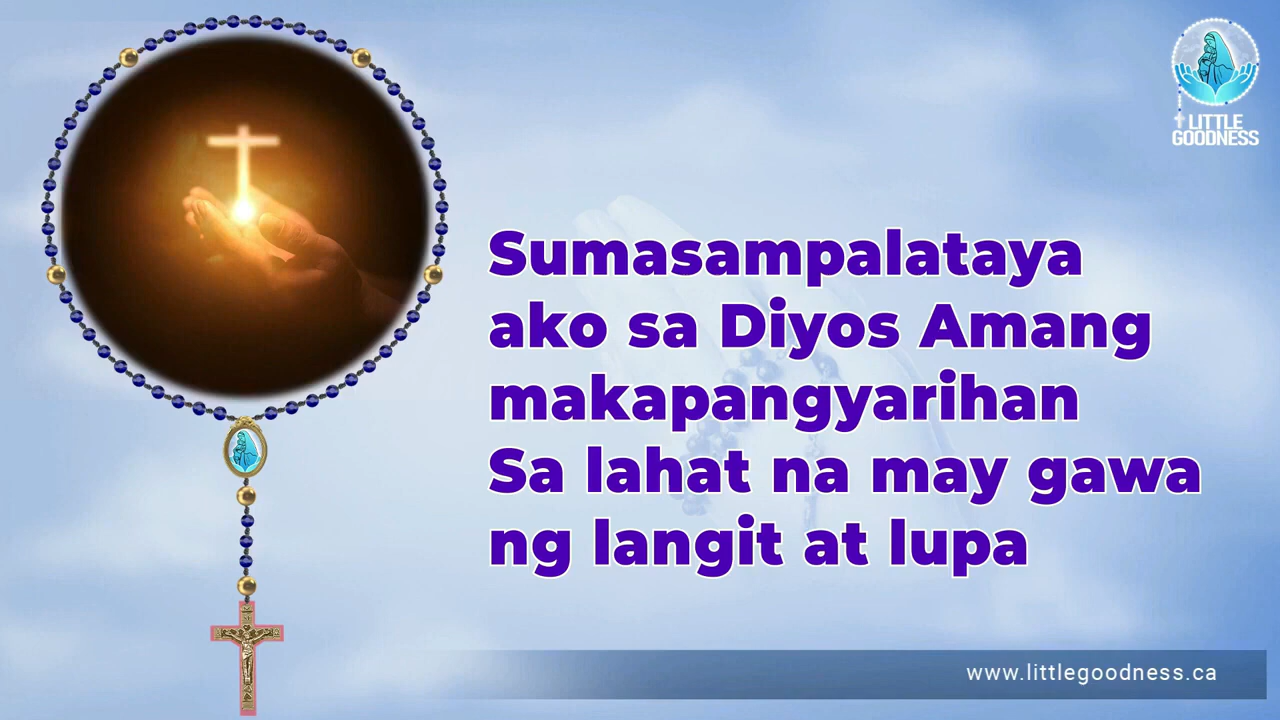 LITTLE
GOODNESS
Sumasampalataya
ako sa Diyos Amang
makapangyarihan
Sa lahat na may gawa
ng langit at lupa
www.littlegoodness.ca